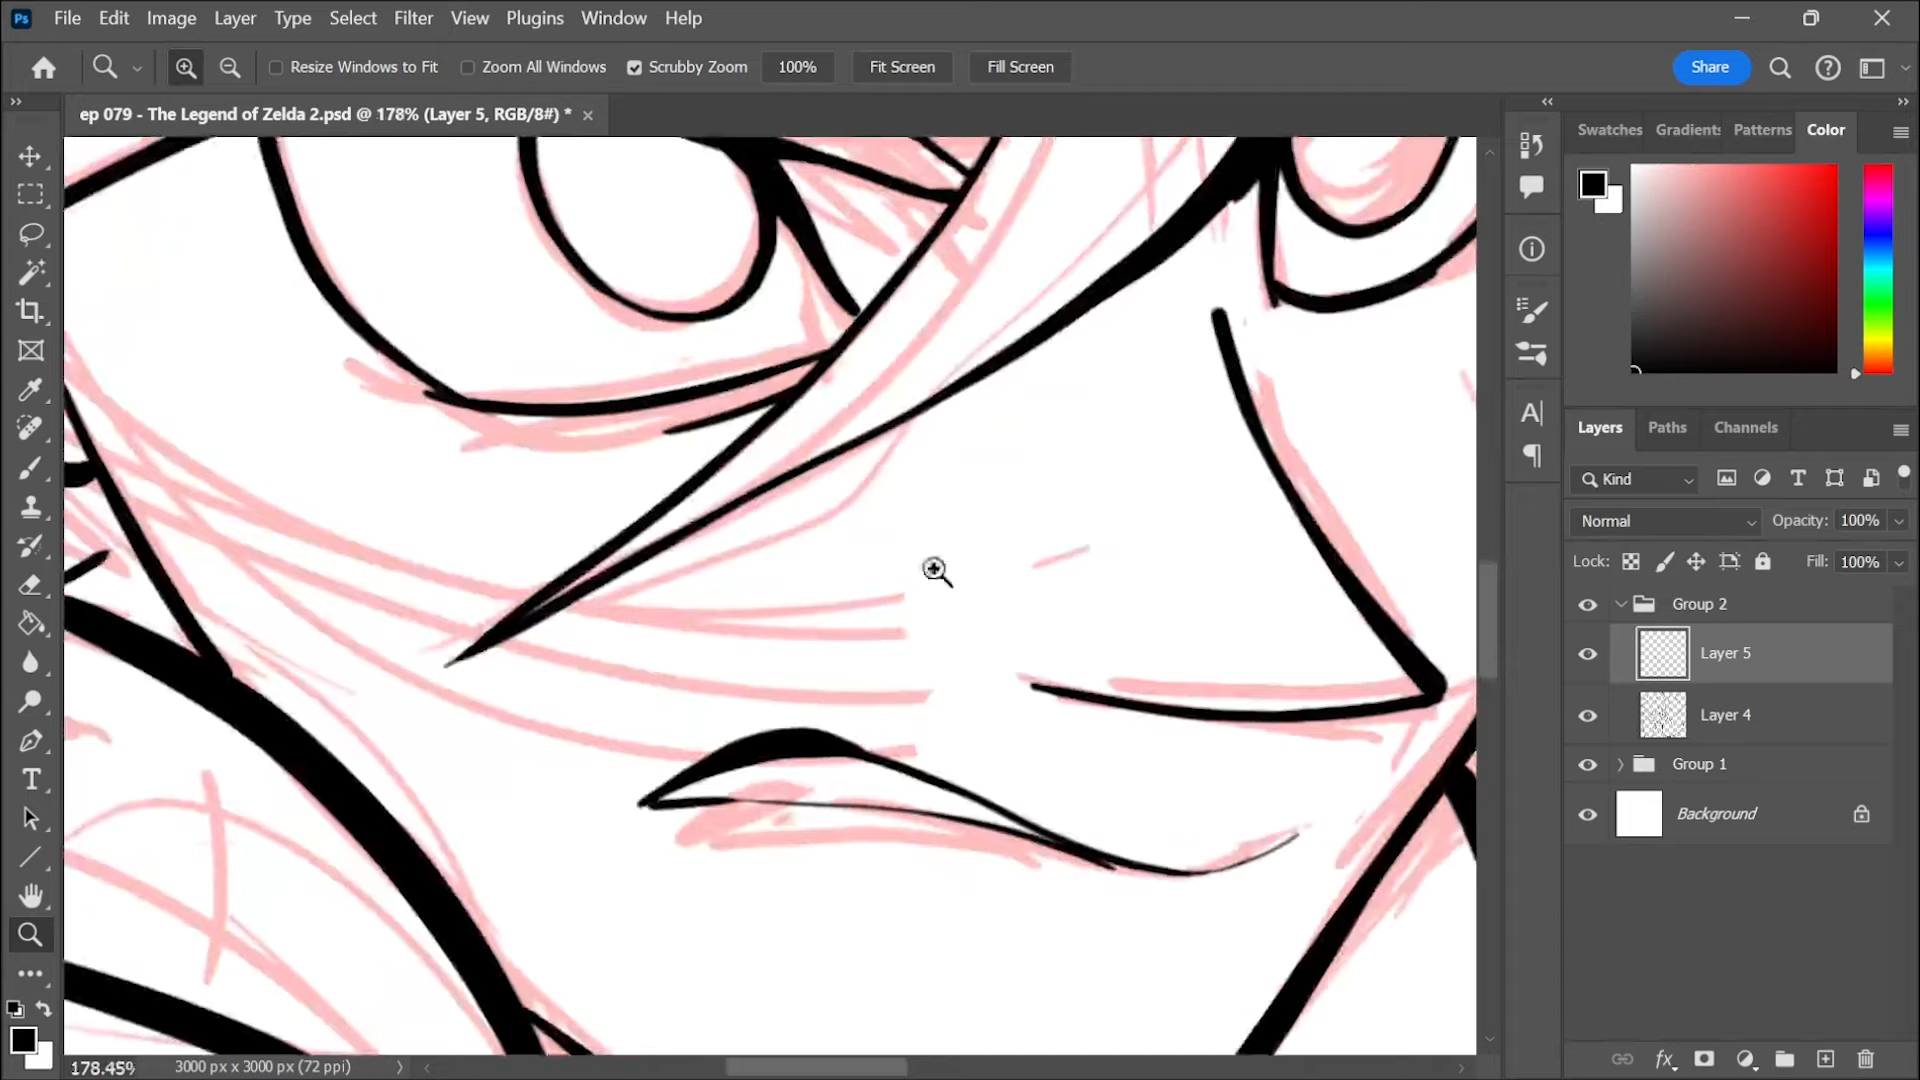 Ps File Edit Image Layer Type Select Filter View Plugins Window Help
Resize Windows to Fit Zoom All Windows Scrubby Zoom 100% Fit Screen Fill Screen Share
ep 079 - The Legend of Zelda 2.psd @ 178% (Layer 5, RGB/8#) *
Swatches Gradients Patterns Color
Layers Paths Channels
Kind
Normal Opacity: 100%
Lock: Fill: 100%
Group 2
Layer 5
Layer 4
Group 1
Background
178.45% 3000 px x 3000 px (72 ppi)